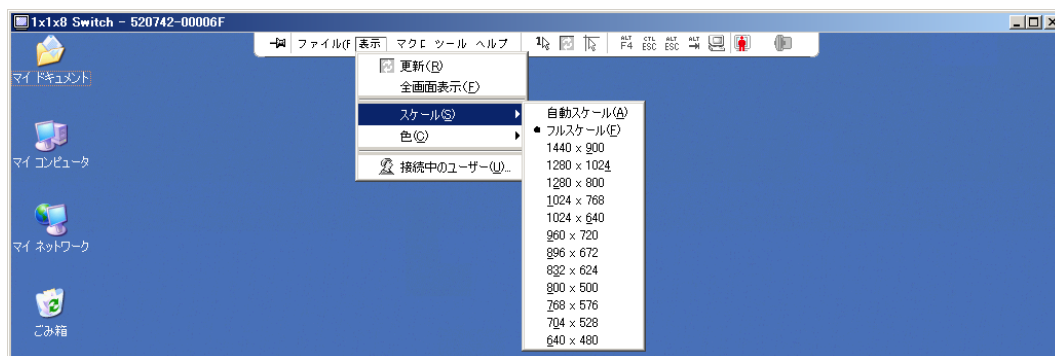 1x1x8 Switch - 520742-00006F
ファイル(F 表示 マクロ ツール ヘルプ ALT F4 CTL ESC ALT ESC ALT
マイ ドキュメント
更新(R)
全画面表示(F)
スケール(S)
色(C)
接続中のユーザー(U)...
自動スケール(A)
フルスケール(F)
1440 x 900
1280 x 1024
1280 x 800
1024 x 768
1024 x 640
960 x 720
896 x 672
832 x 624
800 x 500
768 x 576
704 x 528
640 x 480
マイ コンピュータ
マイ ネットワーク
ごみ箱